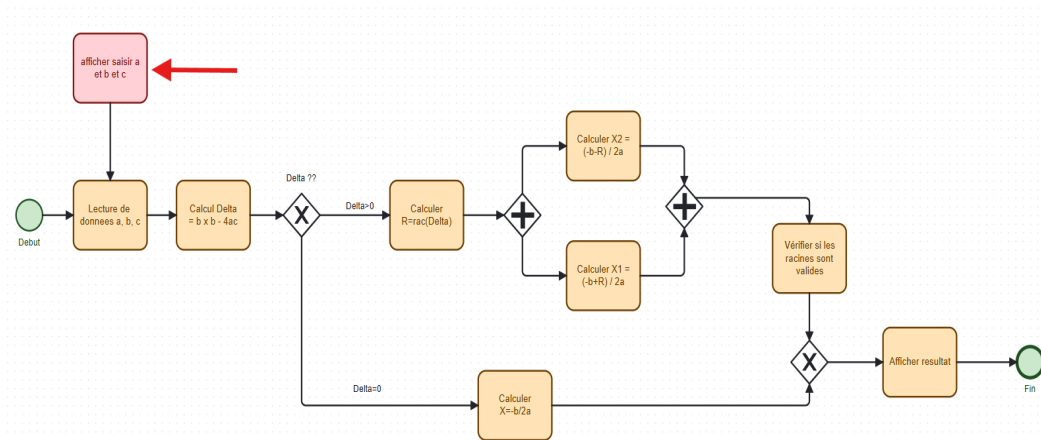 afficher saisir a
et b et c
Debut
Lecture de
donnees a, b, c
Calcul Delta
= b x b - 4ac
Delta ??
X
Delta>0
Calculer
R=rac(Delta)
Calculer X2 =
(-b-R) / 2a
Calculer X1 =
(-b+R) / 2a
Vérifier si les
racines sont
valides
Delta=0
Calculer
X=-b/2a
X
Afficher resultat
Fin